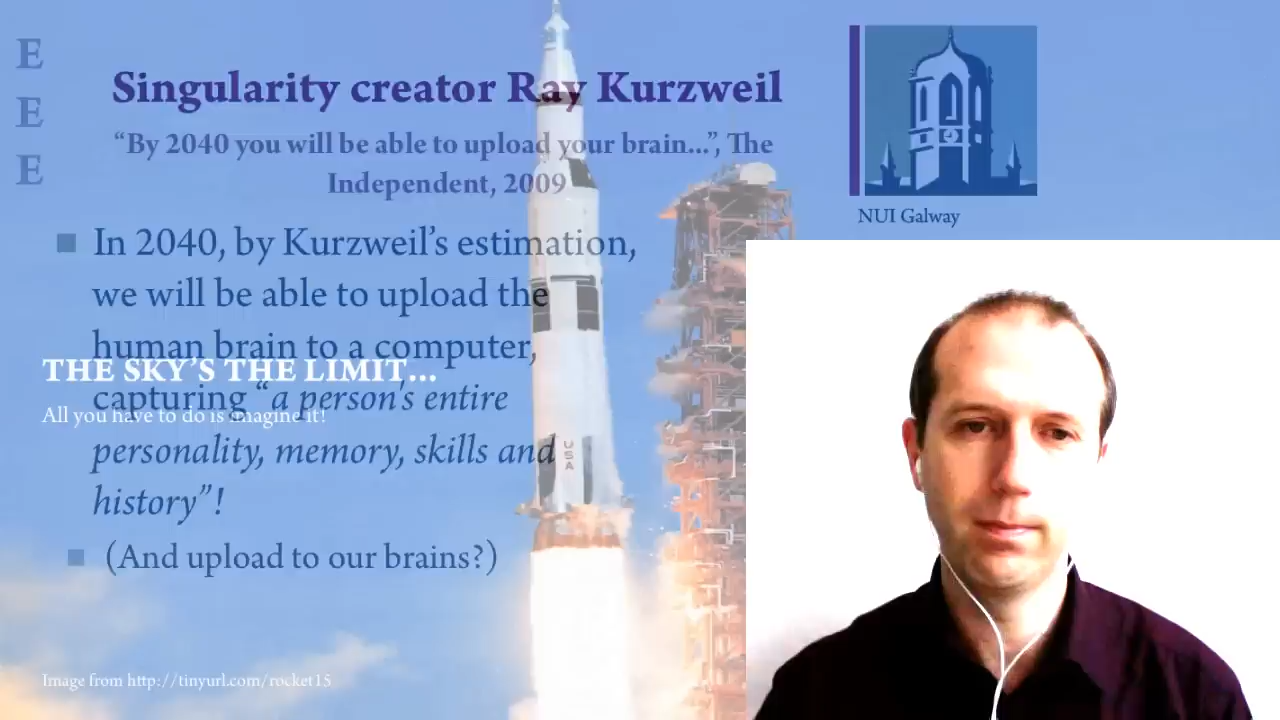 E
E
E
Singularity creator Ray Kurzweil
“By 2040 you will be able to upload your brain...”, The
Independent, 2009
NUI Galway
In 2040, by Kurzweil’s estimation,
we will be able to upload the
human brain to a computer,
capturing “a person's entire
personality, memory, skills and
history”!
(And upload to our brains?)
THE SKY’S THE LIMIT...
All you have to do is imagine it!
USA
Image from http://tinyurl.com/rocket15